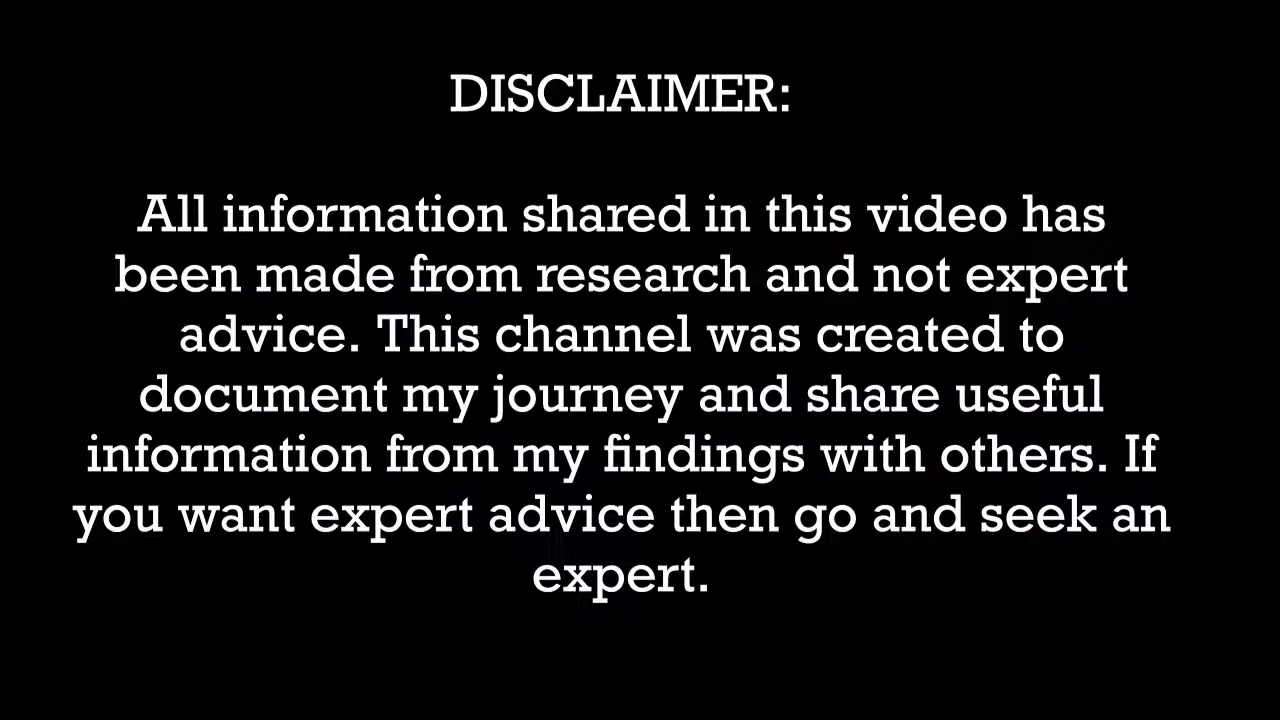 DISCLAIMER:
All information shared in this video has
been made from research and not expert
advice. This channel was created to
document my journey and share useful
information from my findings with others. If
you want expert advice then go and seek an
expert.